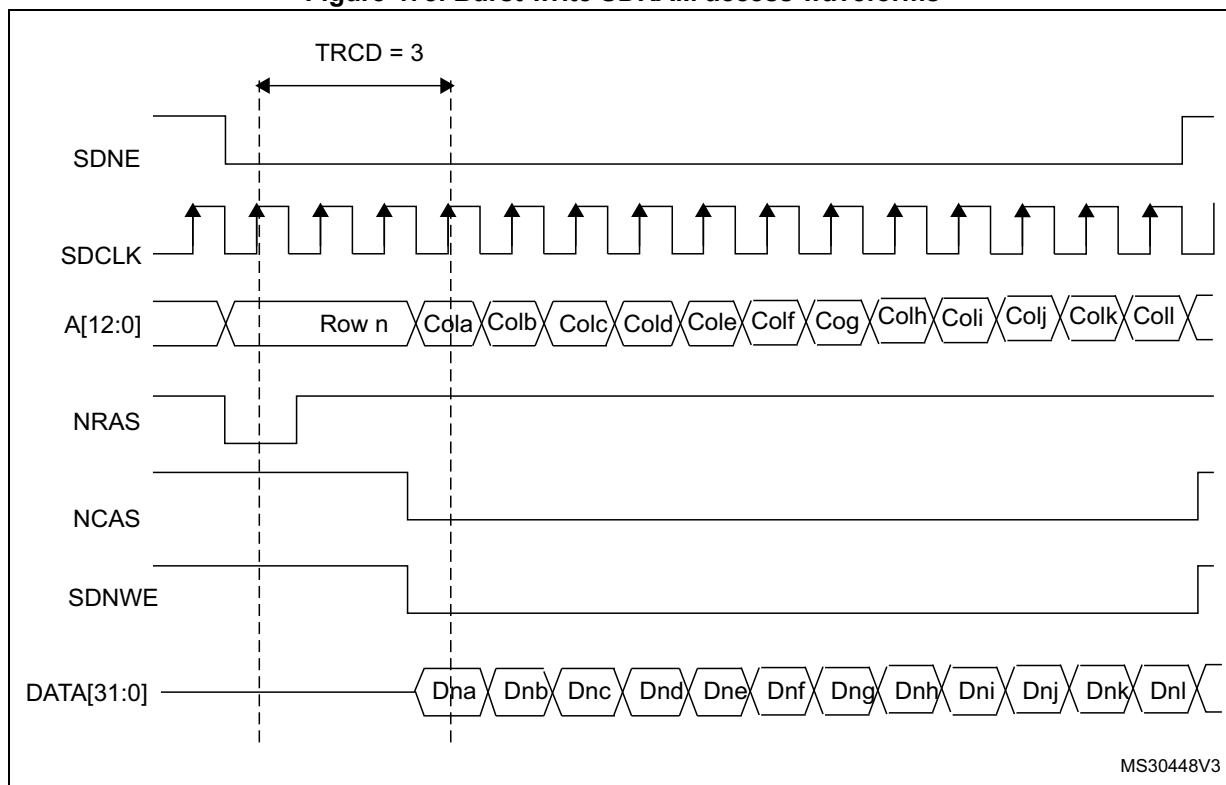 TRCD = 3
SDNE
SDCLK
A[12:0] Row n Cola Colb Colc Cold Cole Colf Cog Colh Coli Colj Colk Coll
NRAS
NCAS
SDNWE
DATA[31:0] Dna Dnb Dnc Dnd Dne Dnf Dng Dnh Dni Dnj Dnk Dnl
MS30448V3